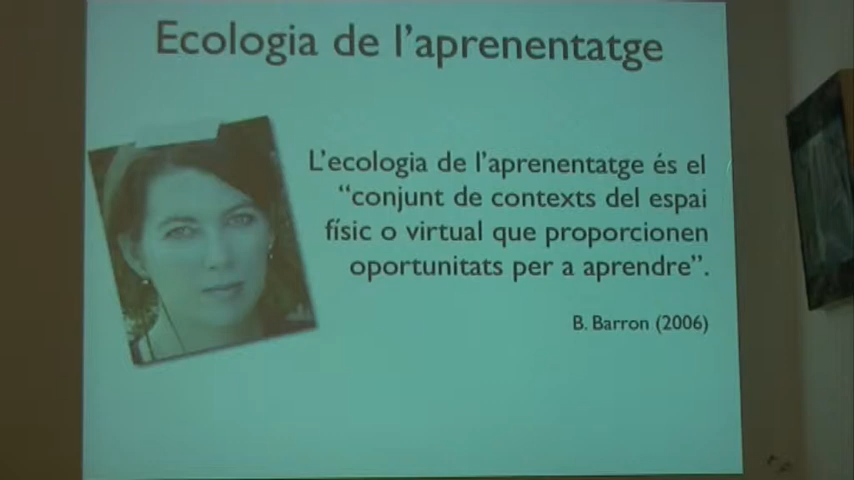 Ecologia de l'aprenentatge
L'ecologia de l'aprenentatge és el
“conjunt de contexts del espai
físic o virtual que proporcionen
oportunitats per a aprendre”.
B. Barron (2006)